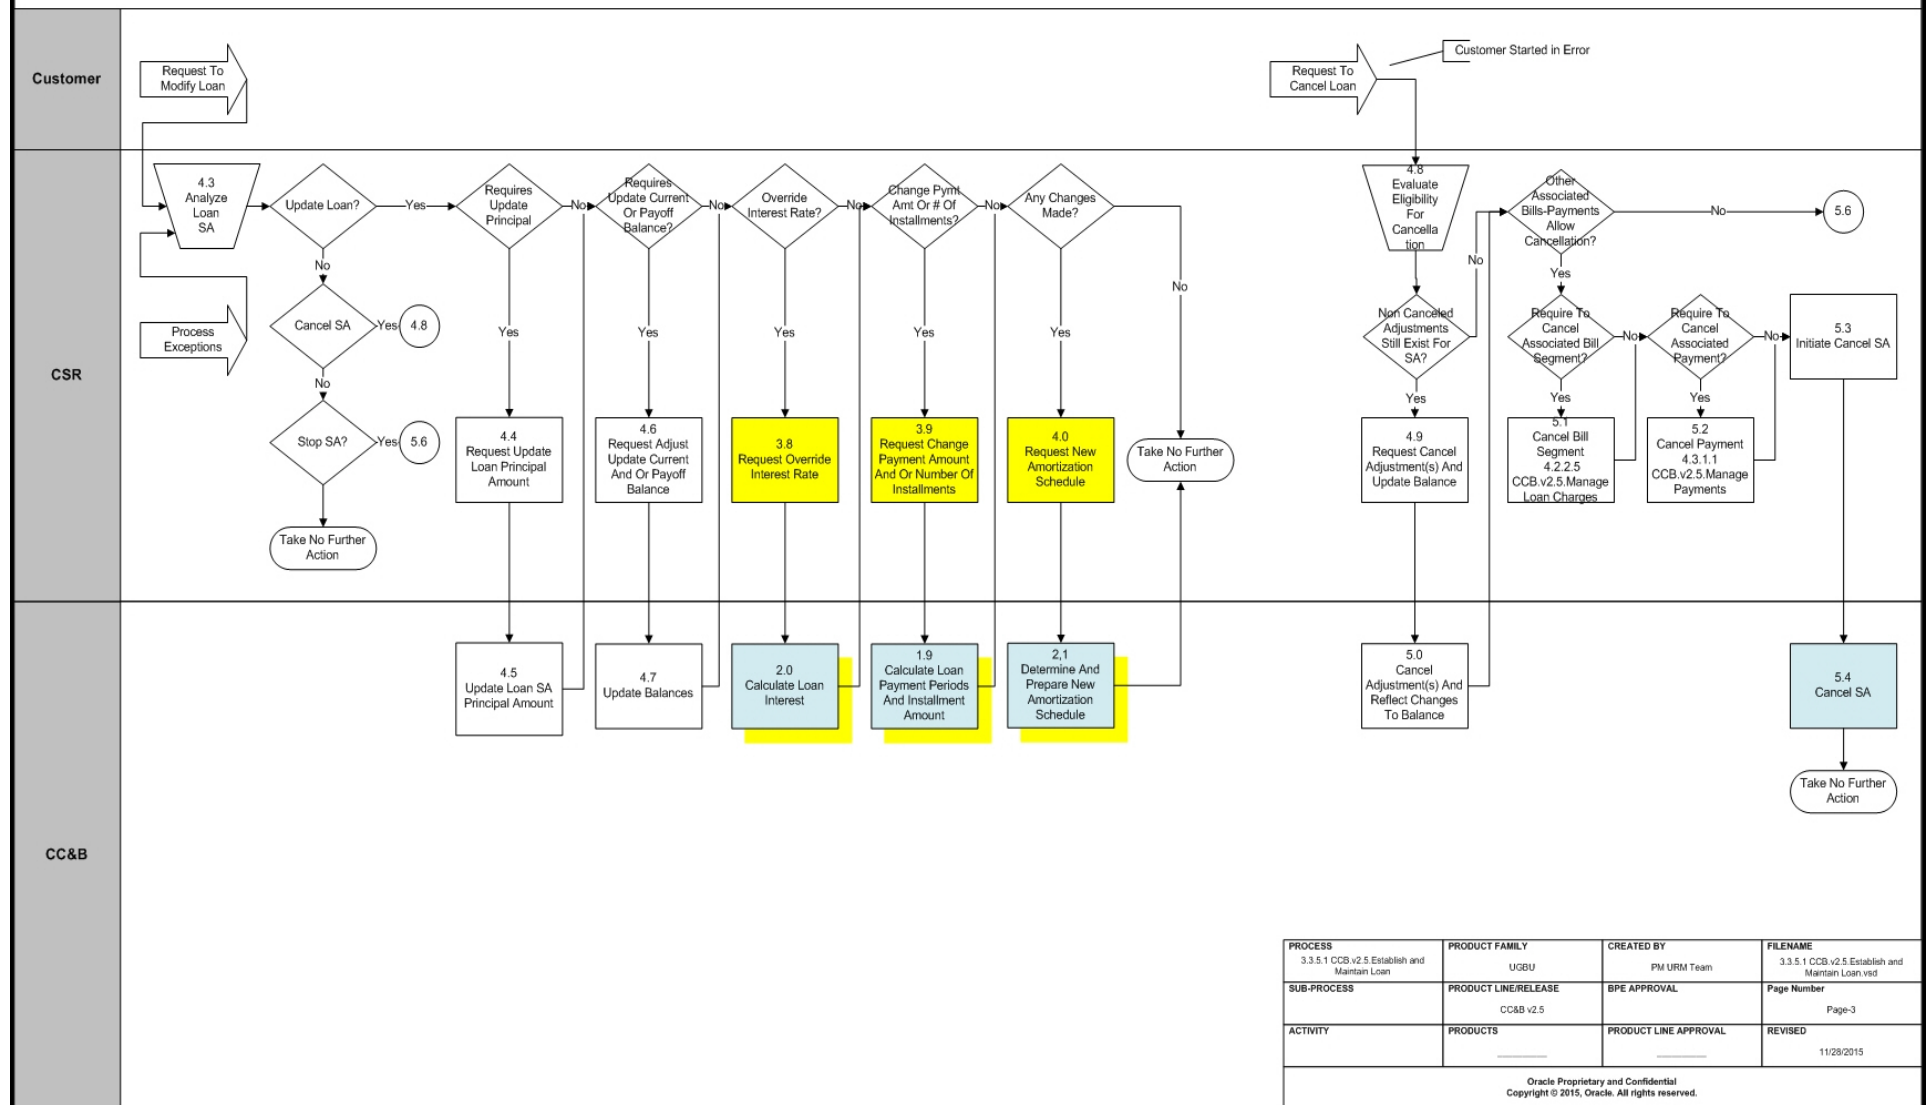 Customer
Request To
Modify Loan
Request To
Cancel Loan
Customer Started in Error
CSR
4.3
Analyze
Loan
SA
Update Loan?
Yes
Requires
Update
Principal
No
Requires
Update Current
Or Payoff
Balance?
No
Override
Interest Rate?
No
Change Pymt
Amt Or # Of
Installments?
No
Any Changes
Made?
No
No
Cancel SA
Yes
4.8
No
Stop SA?
Yes
5.6
Take No Further
Action
Process
Exceptions
Yes
Yes
Yes
Yes
Yes
4.4
Request Update
Loan Principal
Amount
4.6
Request Adjust
Update Current
And Or Payoff
Balance
3.8
Request Override
Interest Rate
3.9
Request Change
Payment Amount
And Or Number Of
Installments
4.0
Request New
Amortization
Schedule
Take No Further
Action
4.8
Evaluate
Eligibility
For
Cancella
tion
No
Other
Associated
Bills-Payments
Allow
Cancellation?
No
5.6
Yes
Non Canceled
Adjustments
Still Exist For
SA?
Require To
Cancel
Associated Bill
Segment?
No
Require To
Cancel
Associated
Payment?
No
5.3
Initiate Cancel SA
Yes
Yes
Yes
4.9
Request Cancel
Adjustment(s) And
Update Balance
5.1
Cancel Bill
Segment
4.2.2.5
CCB.v2.5.Manage
Loan Charges
5.2
Cancel Payment
4.3.1.1
CCB.v2.5.Manage
Payments
CC&B
4.5
Update Loan SA
Principal Amount
4.7
Update Balances
2.0
Calculate Loan
Interest
1.9
Calculate Loan
Payment Periods
And Installment
Amount
2,1
Determine And
Prepare New
Amortization
Schedule
5.0
Cancel
Adjustment(s) And
Reflect Changes
To Balance
5.4
Cancel SA
Take No Further
Action
PROCESS
3.3.5.1 CCB.v2.5.Establish and
Maintain Loan
PRODUCT FAMILY
UGBU
CREATED BY
PM URM Team
FILENAME
3.3.5.1 CCB.v2.5.Establish and
Maintain Loan.vsd
SUB-PROCESS
PRODUCT LINE/RELEASE
CC&B v2.5
BPE APPROVAL
Page Number
Page-3
ACTIVITY
PRODUCTS
PRODUCT LINE APPROVAL
REVISED
11/28/2015
Oracle Proprietary and Confidential
Copyright © 2015, Oracle. All rights reserved.